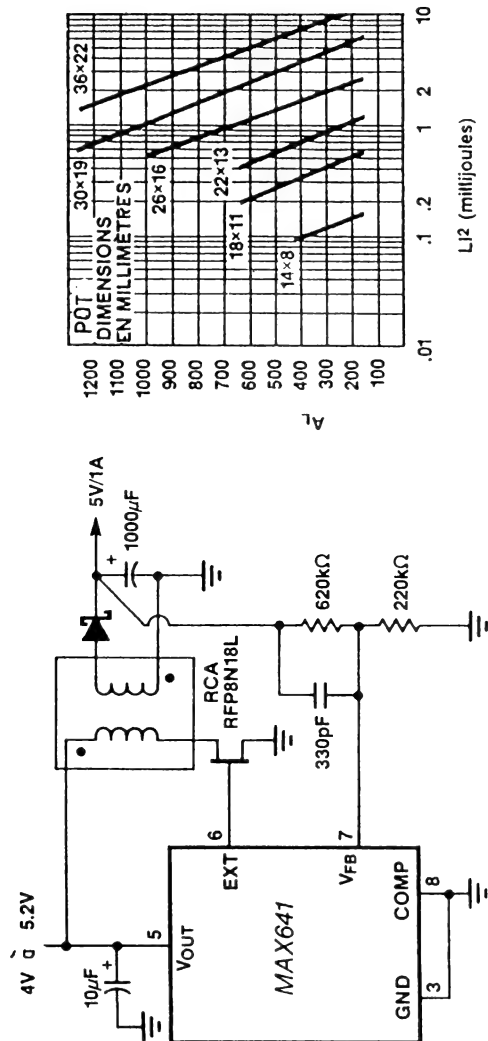 4V à 5.2V
10µF
+
5
VOUT
MAX641
EXT
6
VFB
7
GND
COMP
3
8
RCA
RFP8N18L
5V/1A
+
1000µF
330pF
620kΩ
220kΩ
POT
DIMENSIONS
EN MILLIMÈTRES
36×22
30×19
26×16
22×13
18×11
14×8
AL
1200
1100
1000
900
800
700
600
500
400
300
200
100
.01
.1
.2
1
2
10
LI² (millijoules)